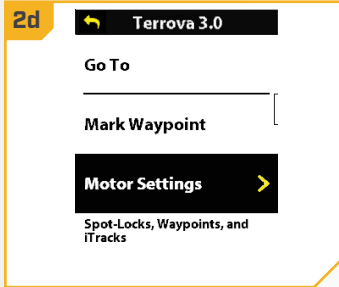 2d
Terrova 3.0
Go To
Mark Waypoint
Motor Settings
Spot-Locks, Waypoints, and
iTracks